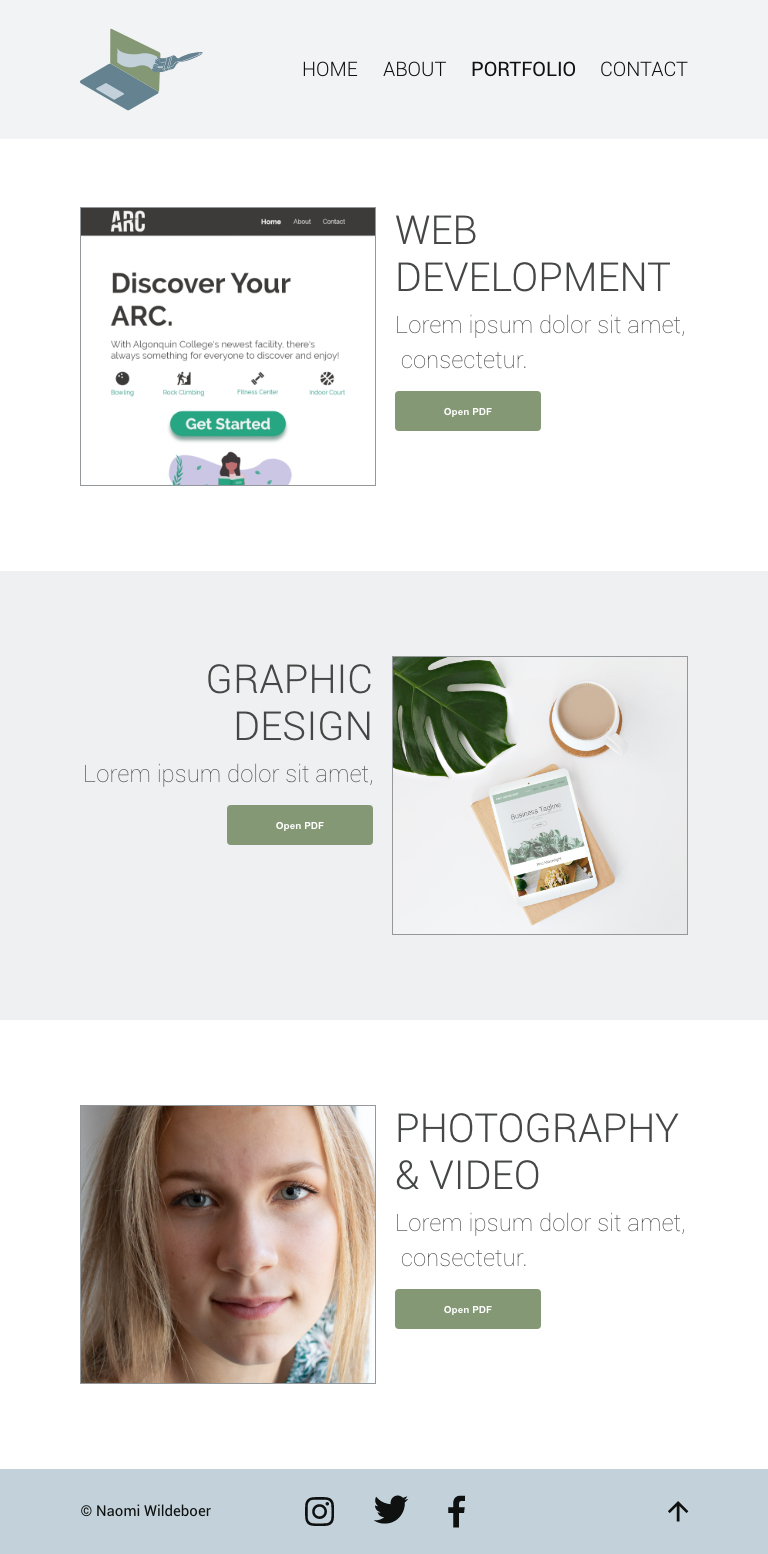 HOME ABOUT PORTFOLIO CONTACT
ARC Home About Contact
Discover Your
ARC.
With Algonquin College's newest facility, there's
always something for everyone to discover and enjoy!
Bowling Rock Climbing Fitness Center Indoor Court
Get Started
WEB
DEVELOPMENT
Lorem ipsum dolor sit amet,
consectetur.
Open PDF
GRAPHIC
DESIGN
Lorem ipsum dolor sit amet,
Open PDF
Business Tagline
PHOTOGRAPHY
& VIDEO
Lorem ipsum dolor sit amet,
consectetur.
Open PDF
© Naomi Wildeboer